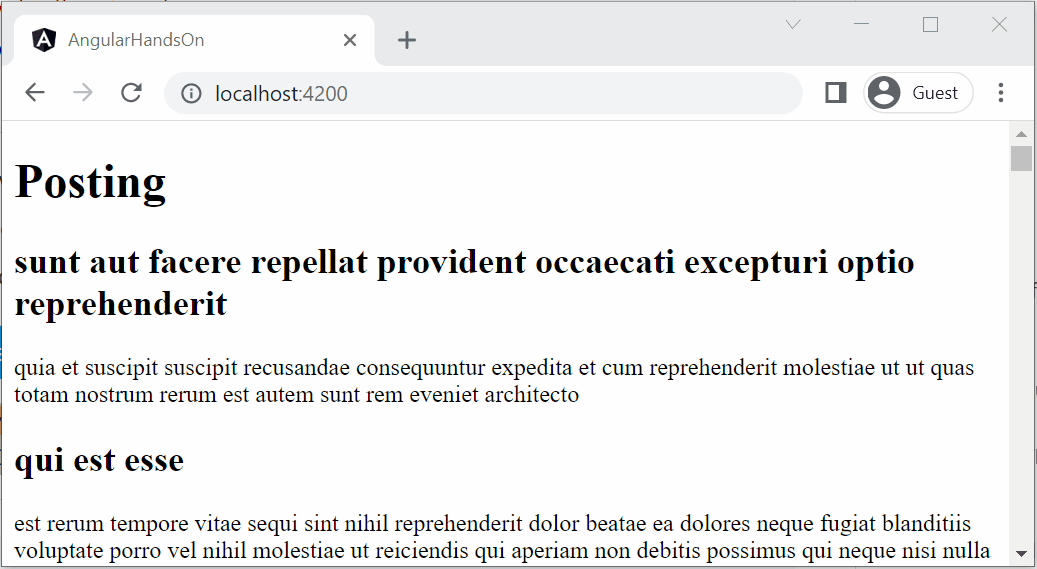 AngularHandsOn
localhost:4200
Guest
Posting
sunt aut facere repellat provident occaecati excepturi optio
reprehenderit
quia et suscipit suscipit recusandae consequuntur expedita et cum reprehenderit molestiae ut ut quas
totam nostrum rerum est autem sunt rem eveniet architecto
qui est esse
est rerum tempore vitae sequi sint nihil reprehenderit dolor beatae ea dolores neque fugiat blanditiis
voluptate porro vel nihil molestiae ut reiciendis qui aperiam non debitis possimus qui neque nisi nulla